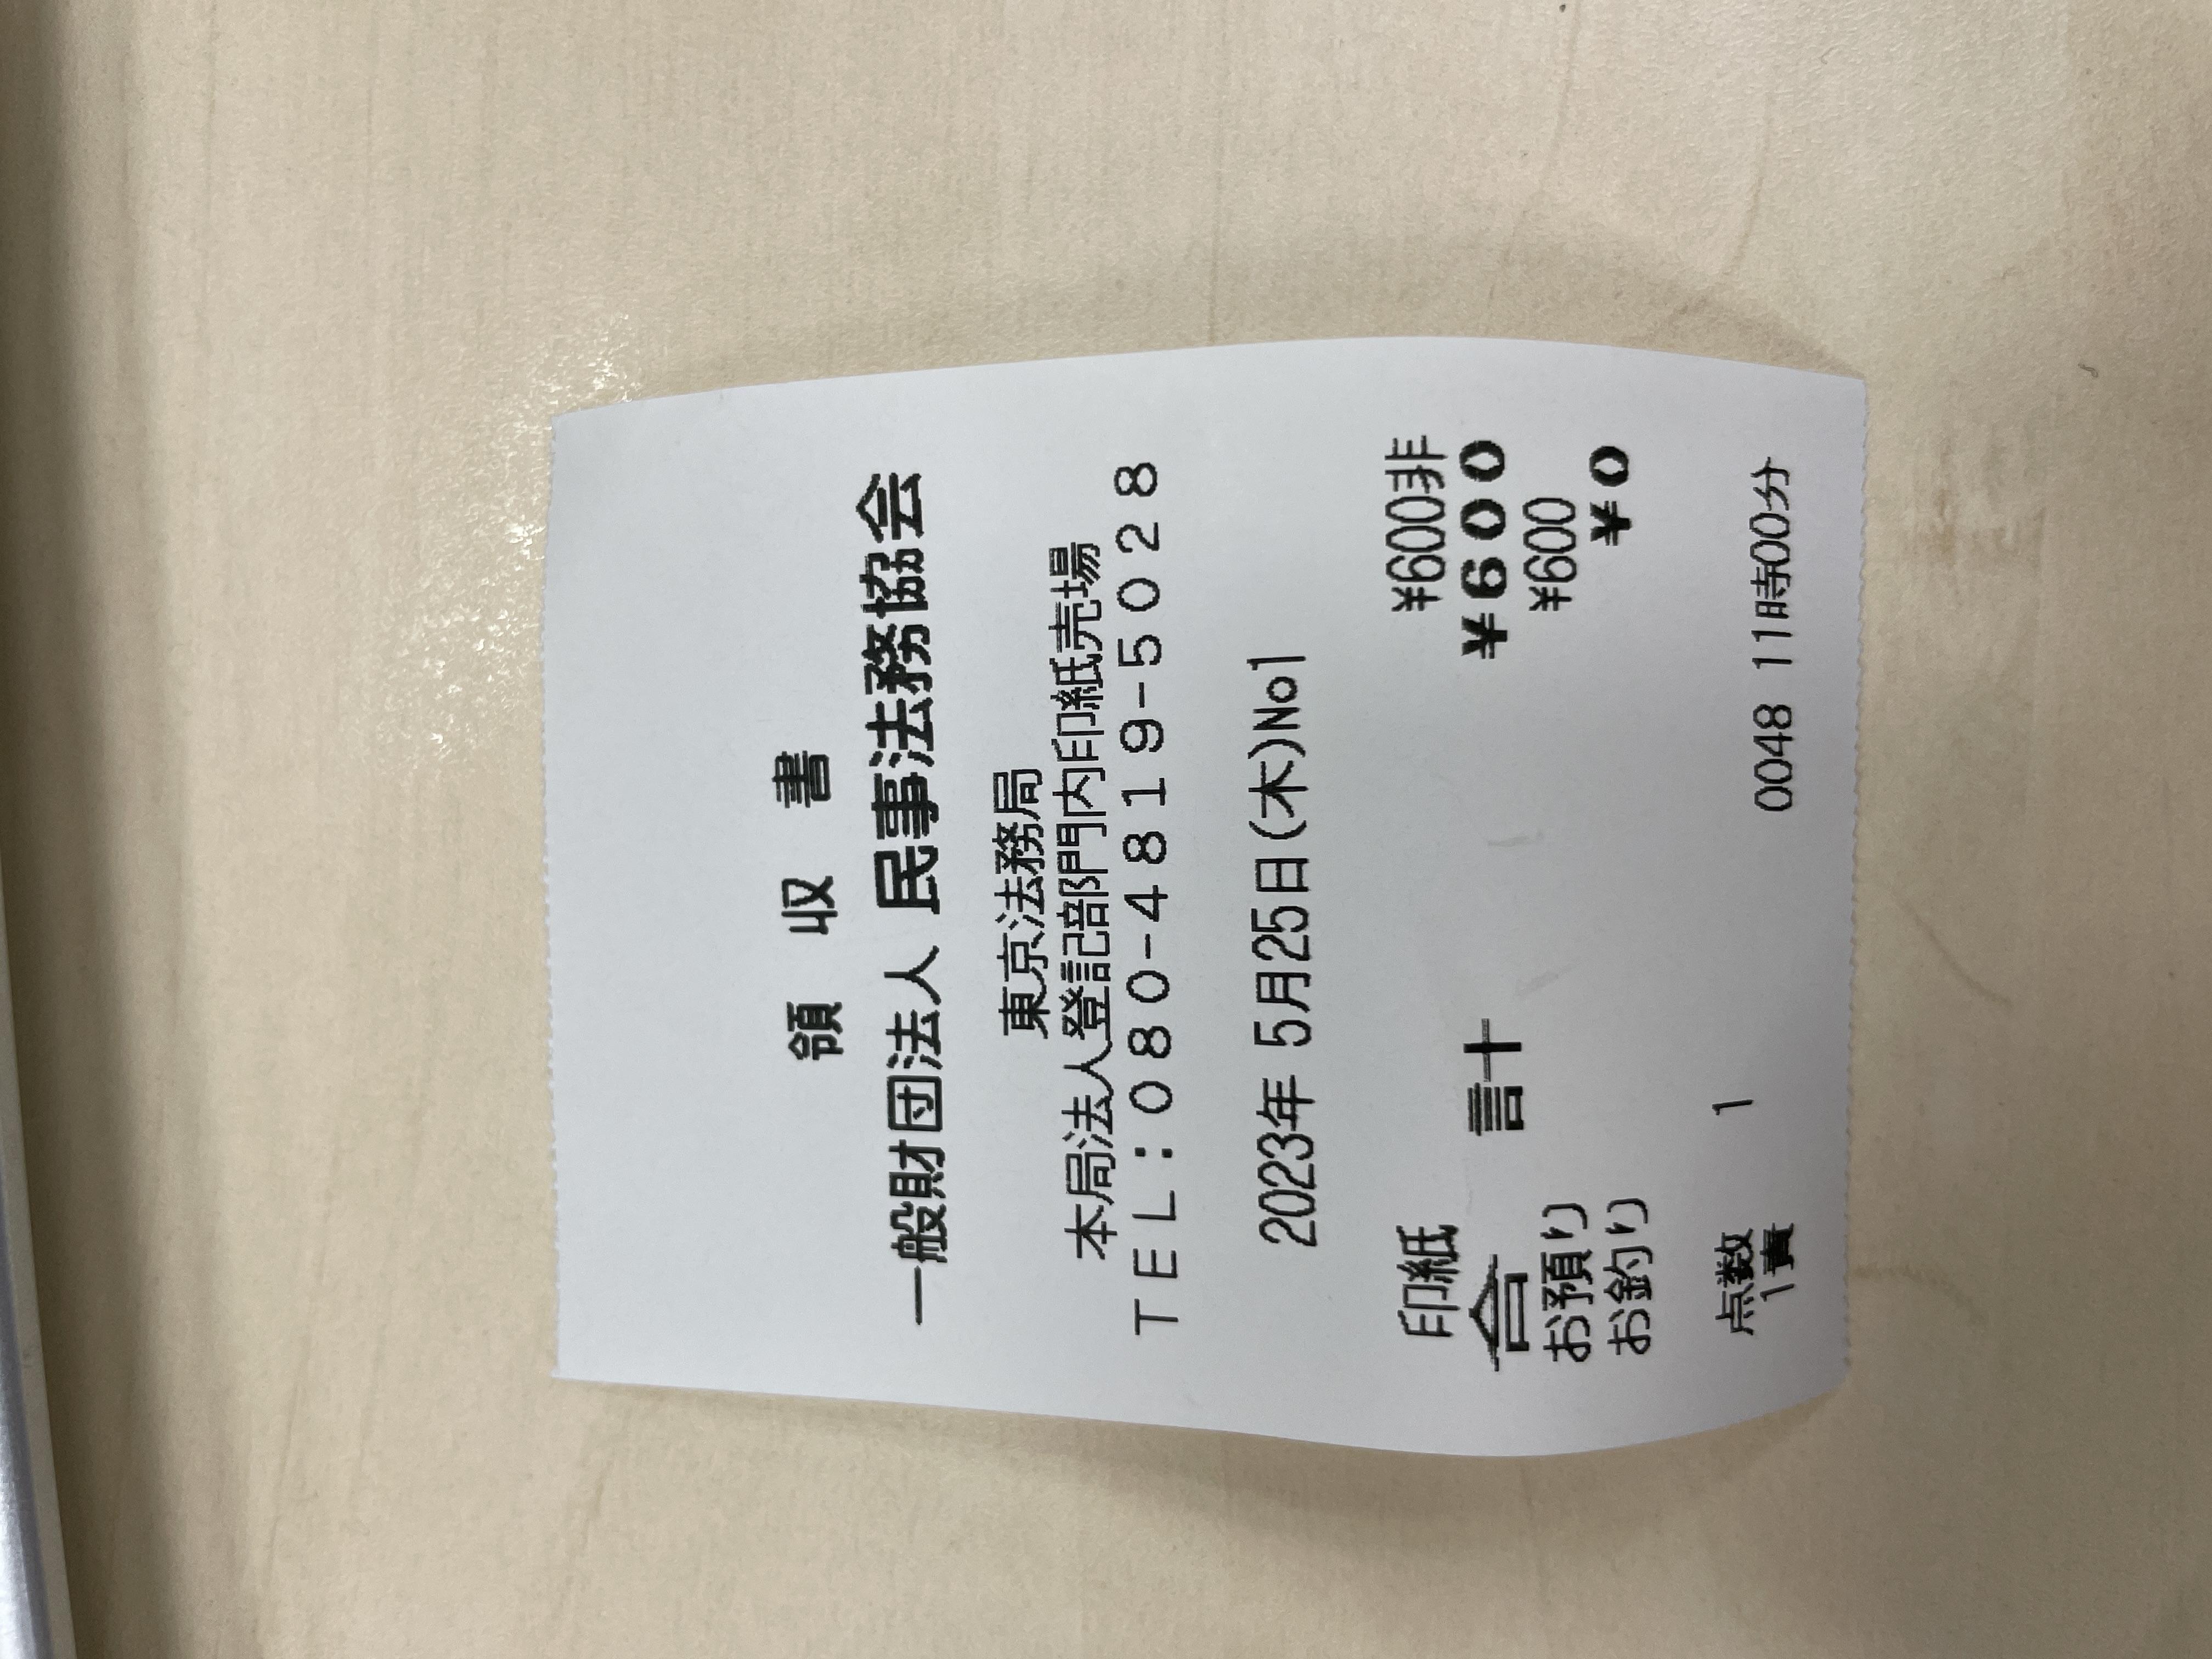 領収書
一般財団法人 民事法務協会
東京法務局
本局法人登記部門内印紙売場
TEL:080-4819-5028
2023年 5月25日(木)No1
印紙 ¥600非
合 計 ¥600
お預り ¥600
お釣り ¥0
点数 1
1責 0048 11時00分